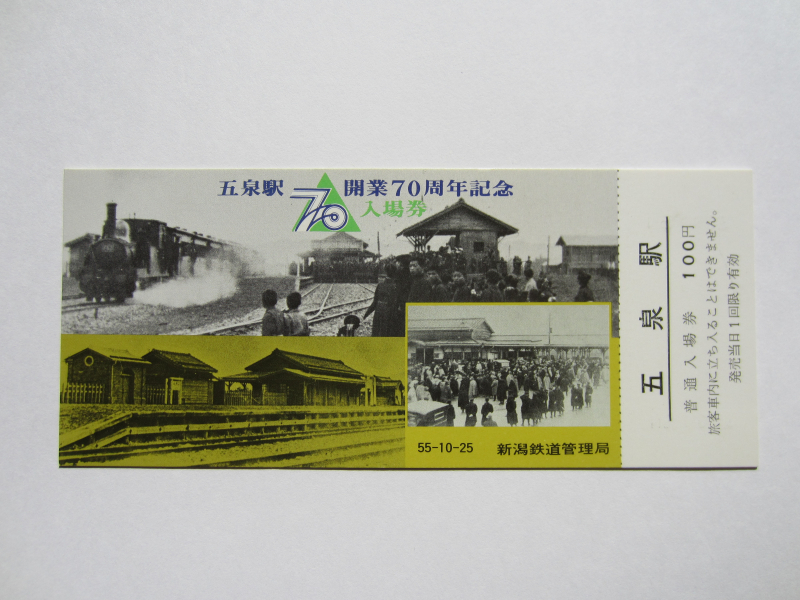 五泉駅 70 開業70周年記念
入場券
55-10-25 新潟鉄道管理局
五泉駅
普通入場券 100円
旅客車内に立ち入ることはできません。
発売当日1回限り有効